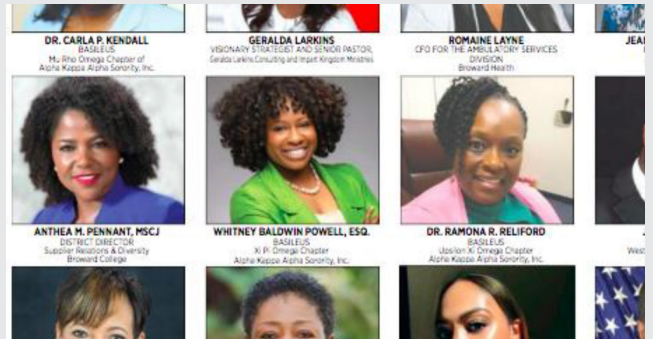 DR. CARLA P. KENDALL
BASILEUS
Mu Rho Omega Chapter of
Alpha Kappa Alpha Sorority, Inc.
GERALDA LARKINS
VISIONARY STRATEGIST AND SENIOR PASTOR,
Geralda Larkins Consulting and Impart Kingdom Ministries
ROMAINE LAYNE
CFO FOR THE AMBULATORY SERVICES
DIVISION
Broward Health
JEA
ANTHEA M. PENNANT, MSCJ
DISTRICT DIRECTOR
Supplier Relations & Diversity
Broward College
WHITNEY BALDWIN POWELL, ESQ.
BASILEUS
Xi Pi Omega Chapter
Alpha Kappa Alpha Sorority, Inc.
DR. RAMONA R. RELIFORD
BASILEUS
Upsilon Xi Omega Chapter
Alpha Kappa Alpha Sorority, Inc.
West